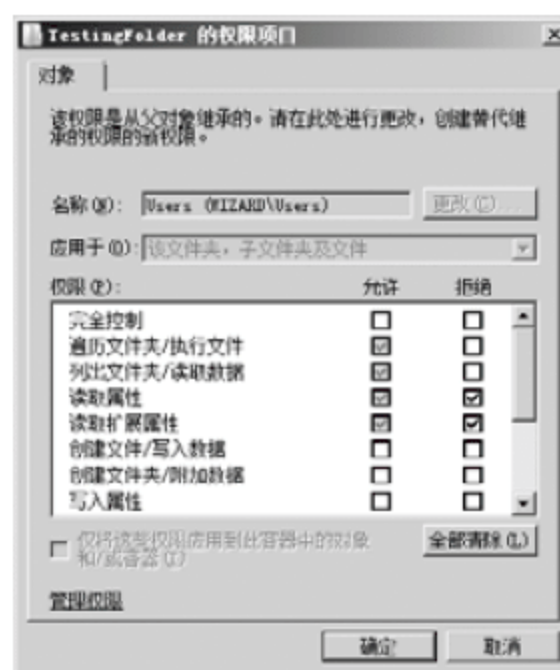 TestingFolder 的权限项目
对象
该权限是从父对象继承的。请在此处进行更改，创建替代继
承的权限的新权限。
名称(N): Users (WIZARD\Users) 更改(C)...
应用于(O): 该文件夹，子文件夹及文件
权限(P): 允许 拒绝
完全控制
遍历文件夹/执行文件
列出文件夹/读取数据
读取属性
读取扩展属性
创建文件/写入数据
创建文件夹/附加数据
写入属性
仅将这些权限应用到此容器中的对象
和/或容器(T)
全部清除(L)
管理权限
确定 取消